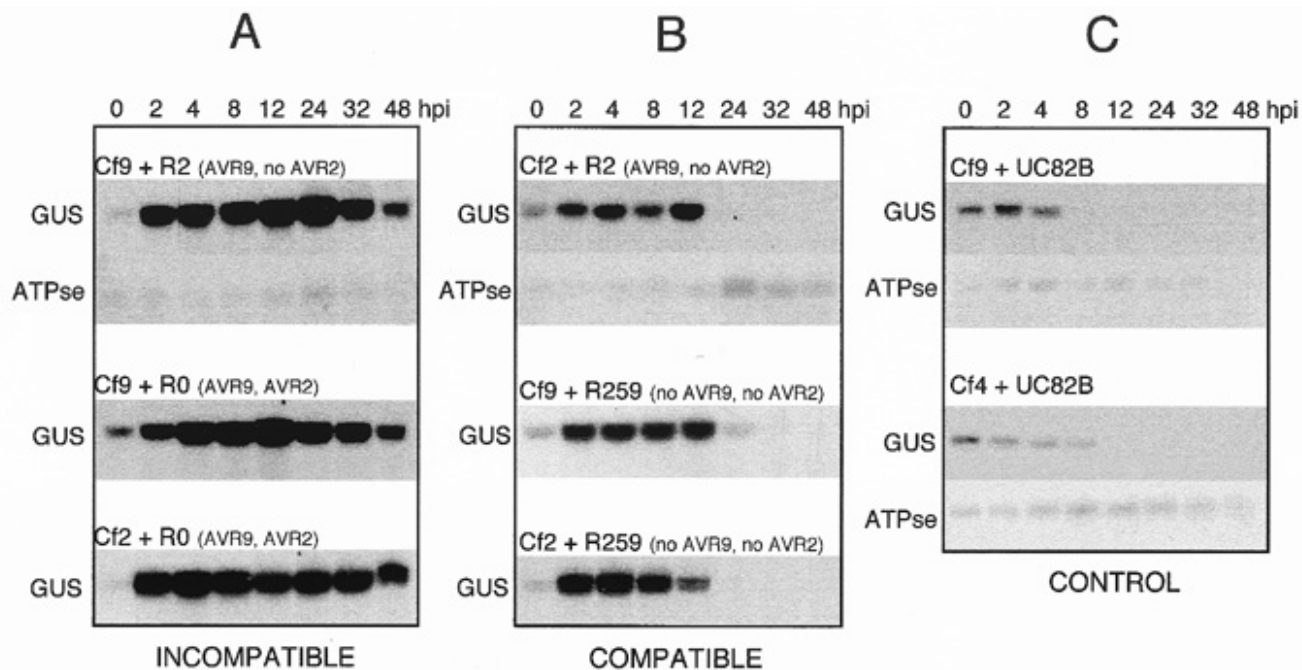 A
0 2 4 8 12 24 32 48 hpi
Cf9 + R2 (AVR9, no AVR2)
GUS
ATPse
Cf9 + R0 (AVR9, AVR2)
GUS
Cf2 + R0 (AVR9, AVR2)
GUS
INCOMPATIBLE
B
0 2 4 8 12 24 32 48 hpi
Cf2 + R2 (AVR9, no AVR2)
GUS
ATPse
Cf9 + R259 (no AVR9, no AVR2)
GUS
Cf2 + R259 (no AVR9, no AVR2)
GUS
COMPATIBLE
C
0 2 4 8 12 24 32 48 hpi
Cf9 + UC82B
GUS
ATPse
Cf4 + UC82B
GUS
ATPse
CONTROL